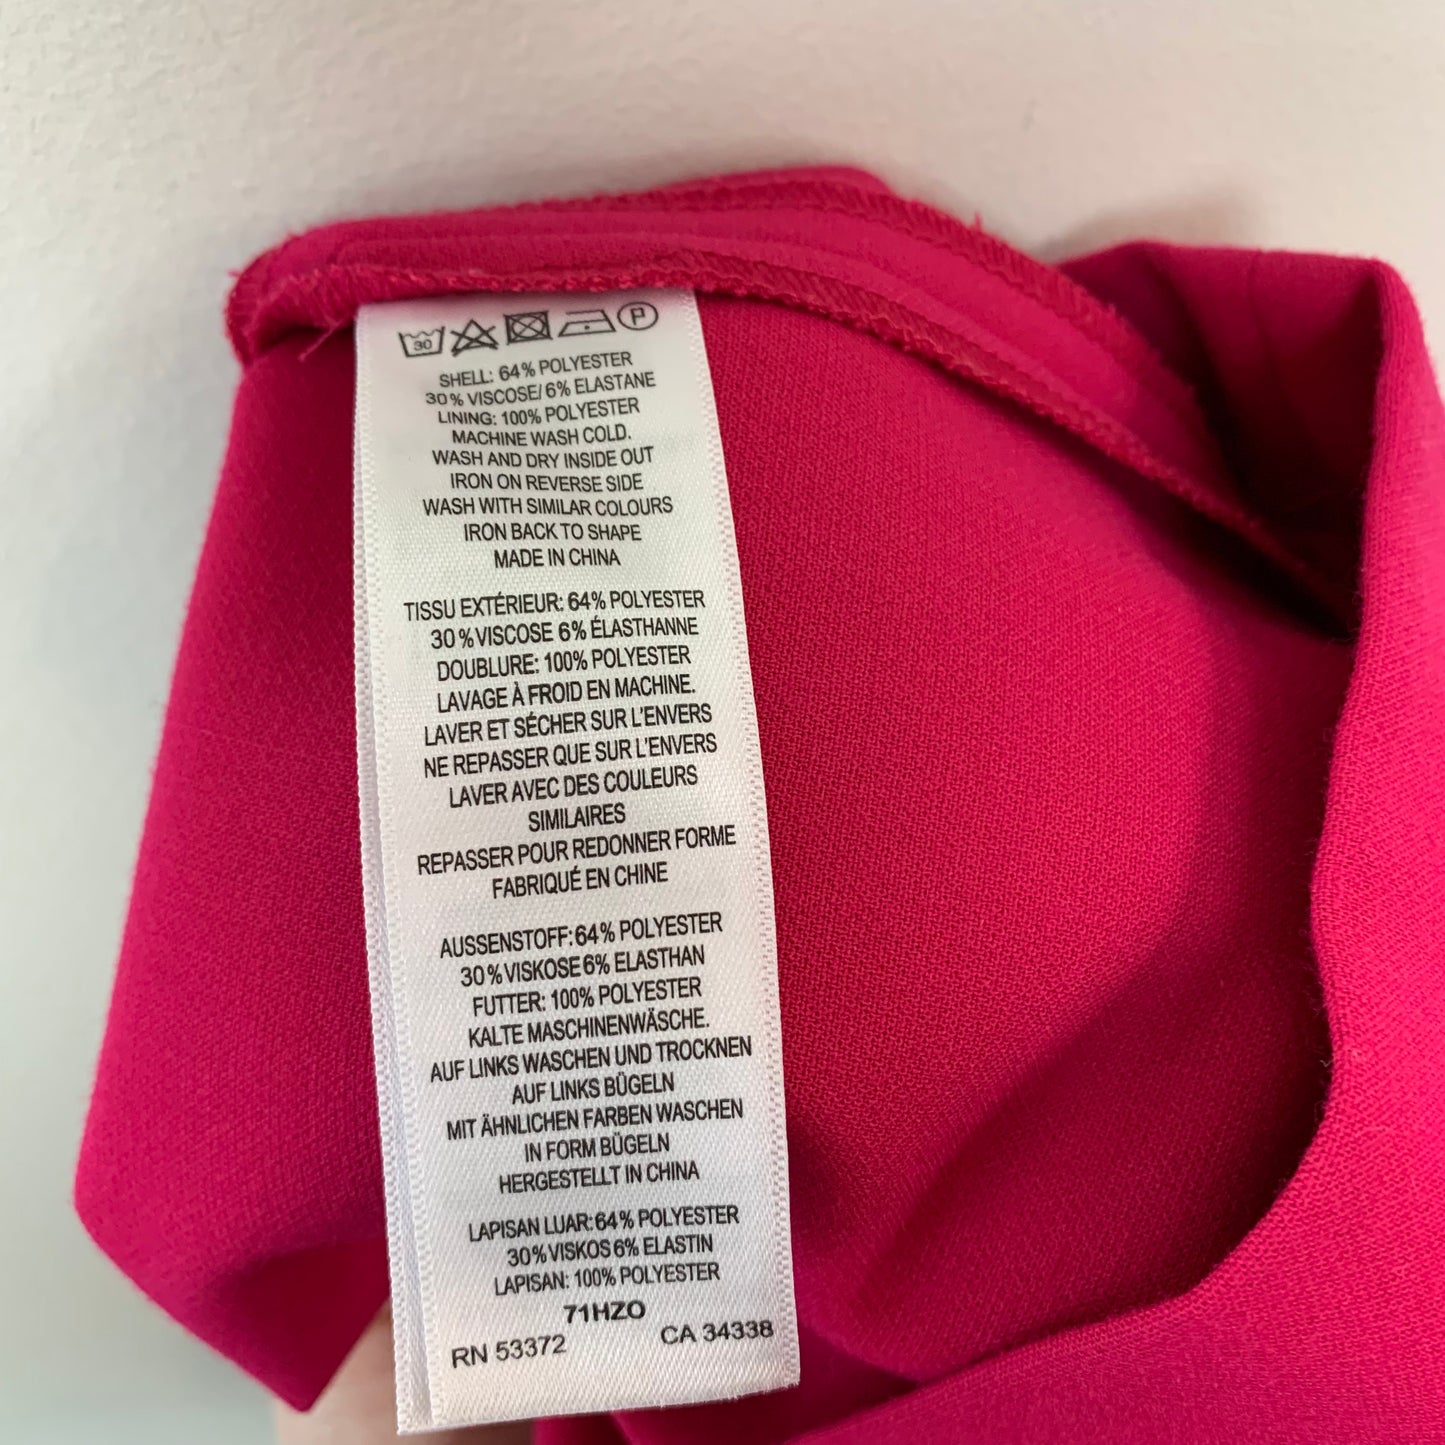 30 P
SHELL: 64% POLYESTER
30% VISCOSE/ 6% ELASTANE
LINING: 100% POLYESTER
MACHINE WASH COLD.
WASH AND DRY INSIDE OUT
IRON ON REVERSE SIDE
WASH WITH SIMILAR COLOURS
IRON BACK TO SHAPE
MADE IN CHINA
TISSU EXTÉRIEUR: 64% POLYESTER
30% VISCOSE 6% ÉLASTHANNE
DOUBLURE: 100% POLYESTER
LAVAGE À FROID EN MACHINE.
LAVER ET SÉCHER SUR L'ENVERS
NE REPASSER QUE SUR L'ENVERS
LAVER AVEC DES COULEURS
SIMILAIRES
REPASSER POUR REDONNER FORME
FABRIQUÉ EN CHINE
AUSSENSTOFF: 64% POLYESTER
30% VISKOSE 6% ELASTHAN
FUTTER: 100% POLYESTER
KALTE MASCHINENWÄSCHE.
AUF LINKS WASCHEN UND TROCKNEN
AUF LINKS BÜGELN
MIT ÄHNLICHEN FARBEN WASCHEN
IN FORM BÜGELN
HERGESTELLT IN CHINA
LAPISAN LUAR: 64% POLYESTER
30% VISKOS 6% ELASTIN
LAPISAN: 100% POLYESTER
71HZO
RN 53372 CA 34338